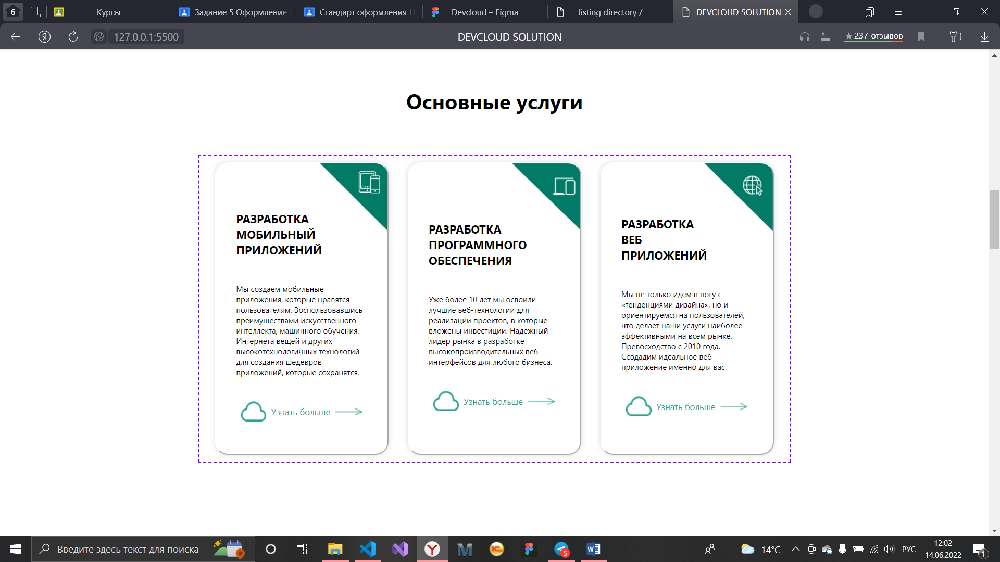 6
Курсы
Задание 5 Оформление
Стандарт оформления Н
Devcloud – Figma
listing directory /
DEVCLOUD SOLUTION
Я
127.0.0.1:5500
DEVCLOUD SOLUTION
237 отзывов
Основные услуги
РАЗРАБОТКА
МОБИЛЬНЫЙ
ПРИЛОЖЕНИЙ
Мы создаем мобильные
приложения, которые нравятся
пользователям. Воспользовавшись
преимуществами искусственного
интеллекта, машинного обучения,
Интернета вещей и других
высокотехнологичных технологий
для создания шедевров
приложений, которые сохранятся.
Узнать больше
РАЗРАБОТКА
ПРОГРАММНОГО
ОБЕСПЕЧЕНИЯ
Уже более 10 лет мы освоили
лучшие веб-технологии для
реализации проектов, в которые
вложены инвестиции. Надежный
лидер рынка в разработке
высокопроизводительных веб-
интерфейсов для любого бизнеса.
Узнать больше
РАЗРАБОТКА
ВЕБ
ПРИЛОЖЕНИЙ
Мы не только идем в ногу с
«тенденциями дизайна», но и
ориентируемся на пользователей,
что делает наши услуги наиболее
эффективными на всем рынке.
Превосходство с 2010 года.
Создадим идеальное веб
приложение именно для вас.
Узнать больше
Введите здесь текст для поиска
1С
5
14°C
РУС
12:02
14.06.2022
1